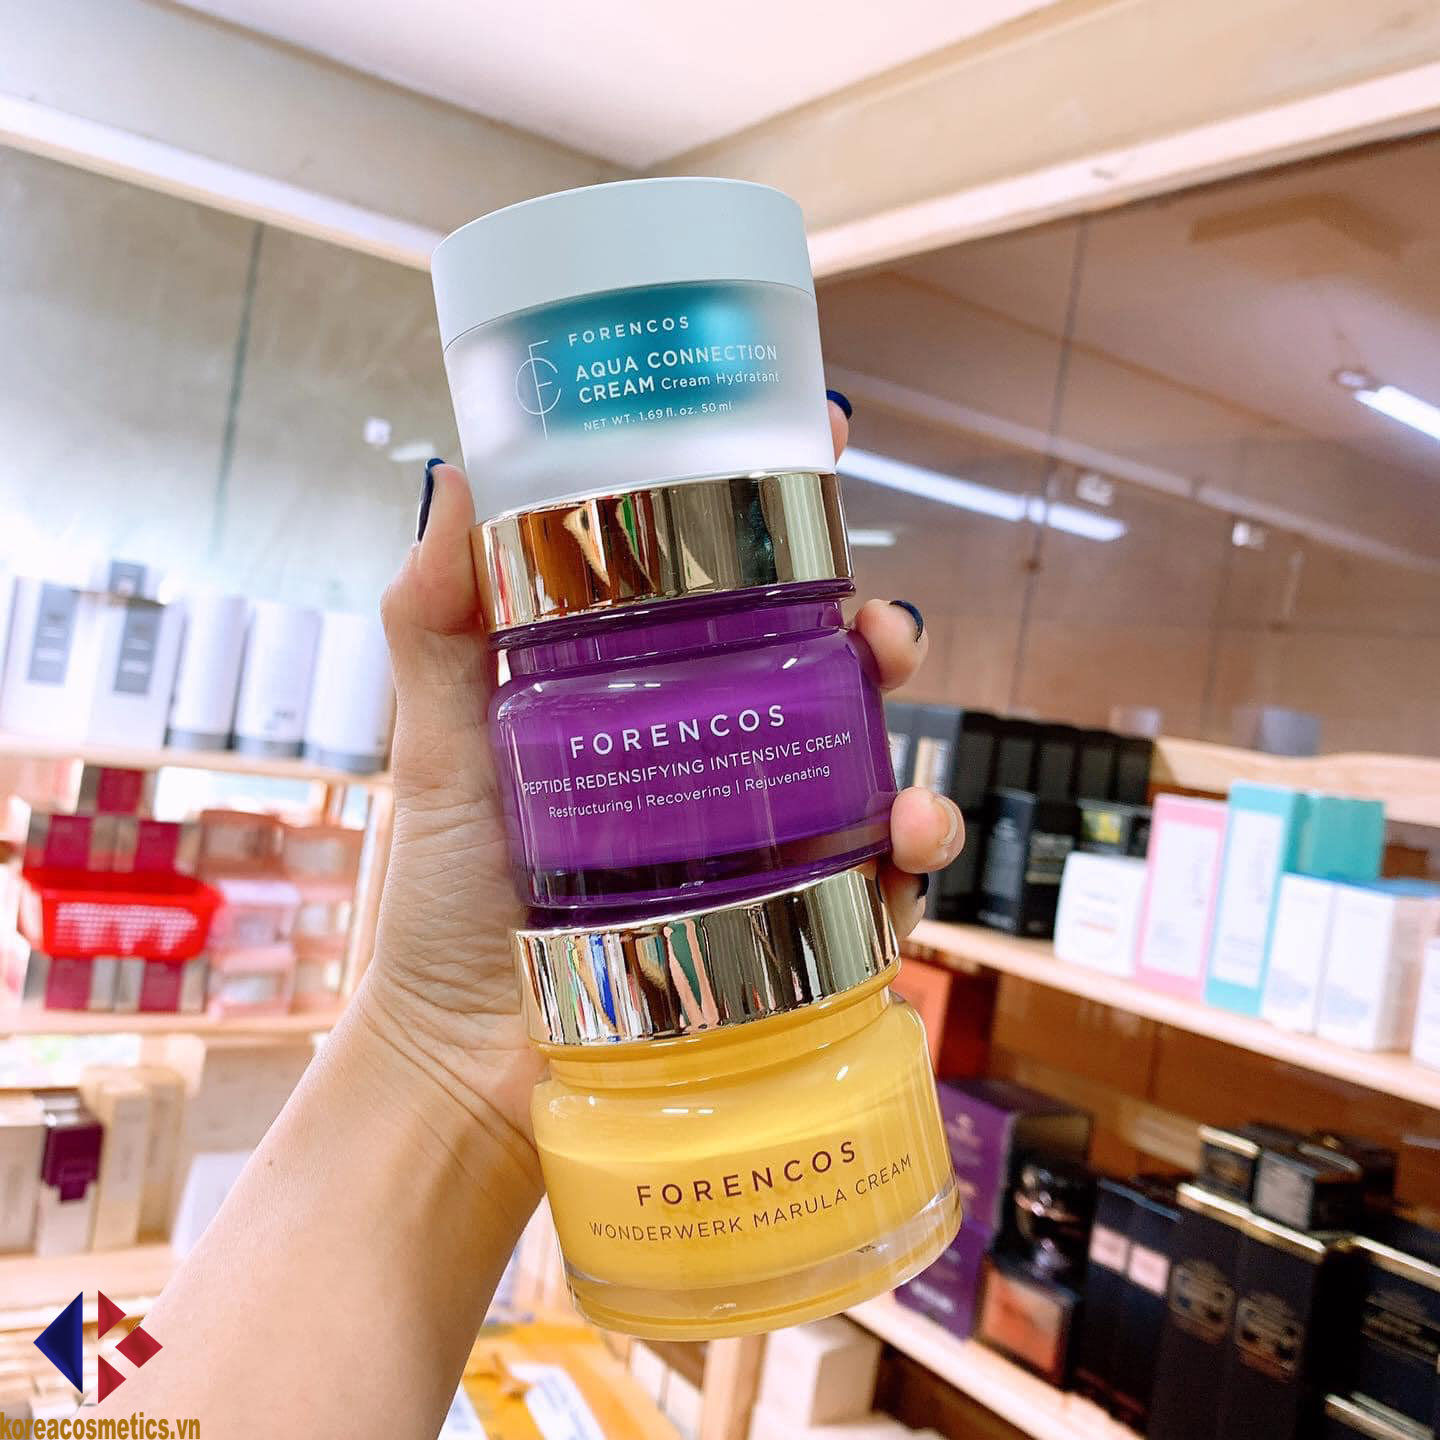 FORENCOS
AQUA CONNECTION
CREAM Cream Hydratant
NET WT. 1.69 fl. oz. 50 ml
FORENCOS
PEPTIDE REDENSIFYING INTENSIVE CREAM
Restructuring | Recovering | Rejuvenating
FORENCOS
WONDERWERK MARULA CREAM
koreacosmetics.vn